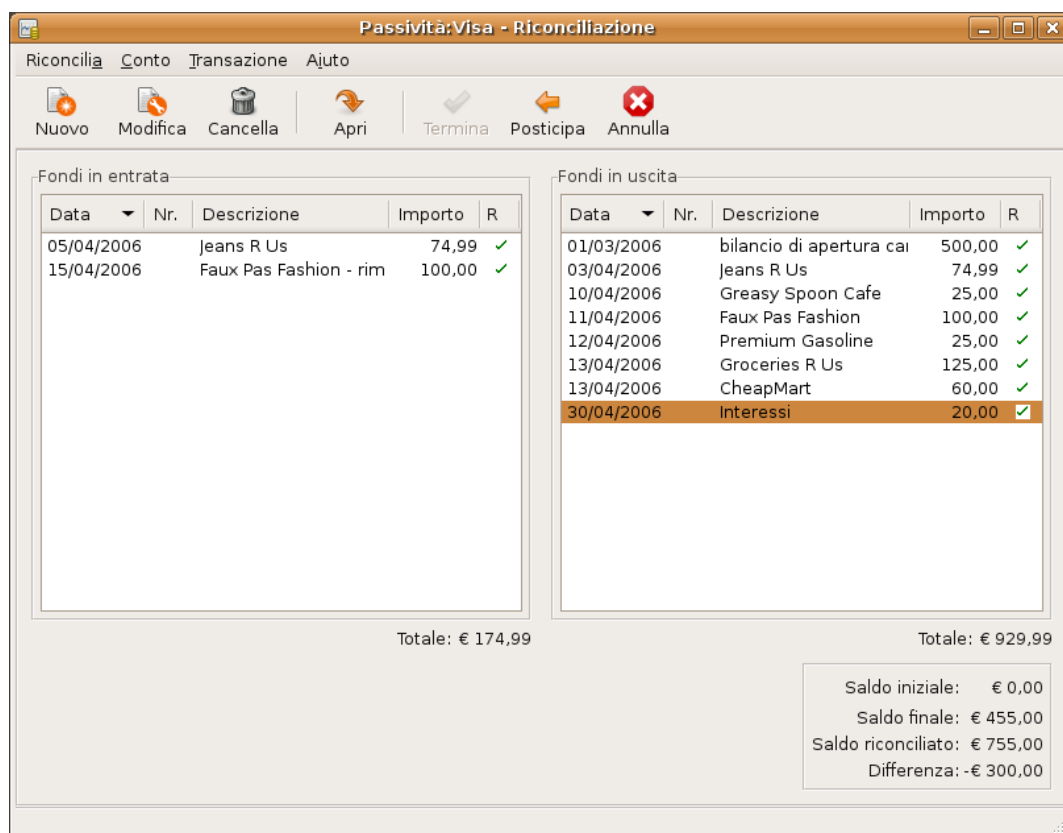 Passività:Visa - Riconciliazione
Riconcilia Conto Transazione Aiuto
Nuovo Modifica Cancella Apri Termina Posticipa Annulla
Fondi in entrata
Data Nr. Descrizione Importo R
05/04/2006 Jeans R Us 74,99
15/04/2006 Faux Pas Fashion - rim 100,00
Totale: € 174,99
Fondi in uscita
Data Nr. Descrizione Importo R
01/03/2006 bilancio di apertura car 500,00
03/04/2006 Jeans R Us 74,99
10/04/2006 Greasy Spoon Cafe 25,00
11/04/2006 Faux Pas Fashion 100,00
12/04/2006 Premium Gasoline 25,00
13/04/2006 Groceries R Us 125,00
13/04/2006 CheapMart 60,00
30/04/2006 Interessi 20,00
Totale: € 929,99
Saldo iniziale: € 0,00
Saldo finale: € 455,00
Saldo riconciliato: € 755,00
Differenza: -€ 300,00